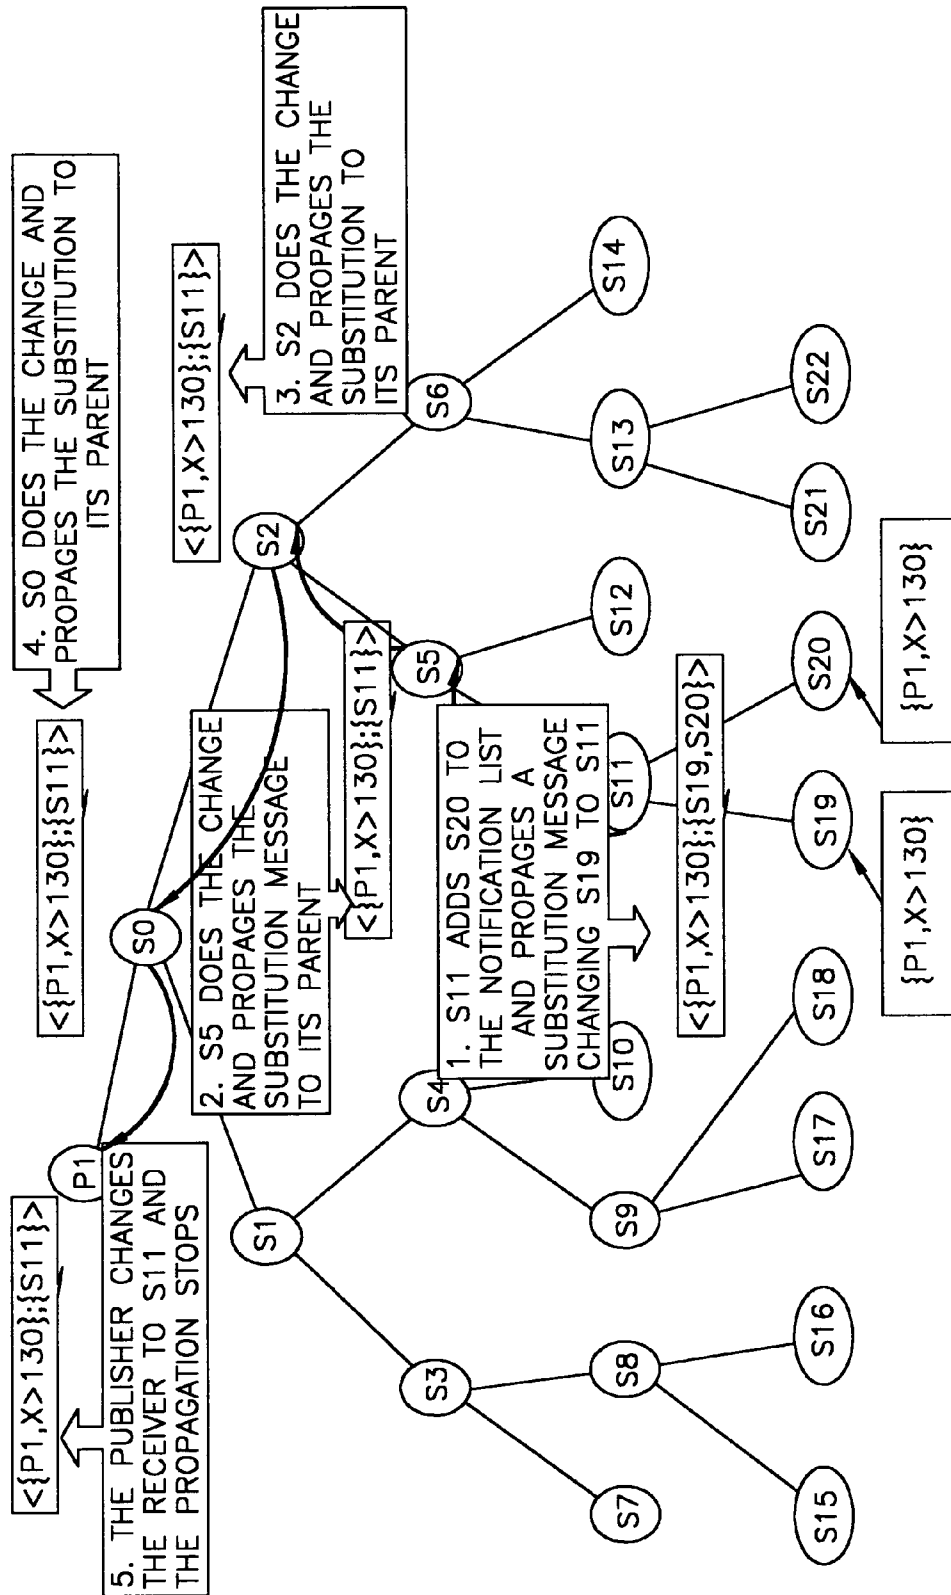 <{P1,X>130};{S11}>
5. THE PUBLISHER CHANGES
THE RECEIVER TO S11 AND
THE PROPAGATION STOPS
<{P1,X>130};{S11}>
4. SO DOES THE CHANGE AND
PROPAGES THE SUBSTITUTION TO
ITS PARENT
P1
S0
<{P1,X>130};{S11}>
3. S2 DOES THE CHANGE
AND PROPAGES THE
SUBSTITUTION TO
ITS PARENT
2. S5 DOES THE CHANGE
AND PROPAGES THE
SUBSTITUTION MESSAGE
TO ITS PARENT
S1
S2
<{P1,X>130};{S11}>
S3
S4
S5
S6
1. S11 ADDS S20 TO
THE NOTIFICATION LIST
AND PROPAGES A
SUBSTITUTION MESSAGE
CHANGING S19 TO S11
S7
S8
S9
S10
S11
S12
S13
S14
<{P1,X>130};{S19,S20}>
S15
S16
S17
S18
S19
S20
S21
S22
{P1,X>130}
{P1,X>130}